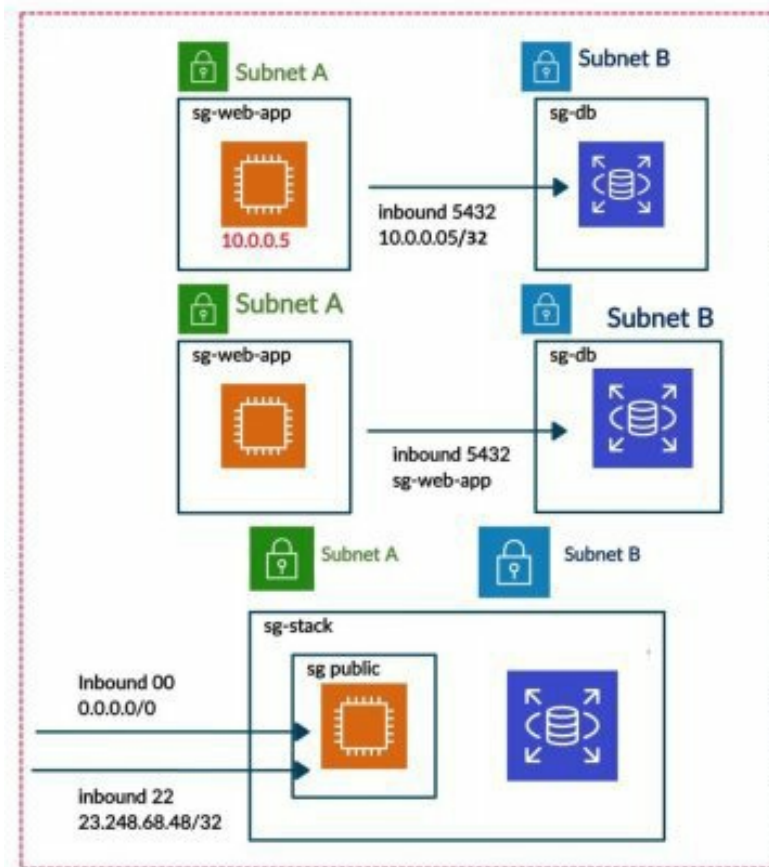 Subnet A
Subnet B
sg-web-app
sg-db
10.0.0.5
inbound 5432
10.0.0.05/32
Subnet A
Subnet B
sg-web-app
sg-db
inbound 5432
sg-web-app
Subnet A
Subnet B
sg-stack
sg public
Inbound 00
0.0.0.0/0
inbound 22
23.248.68.48/32